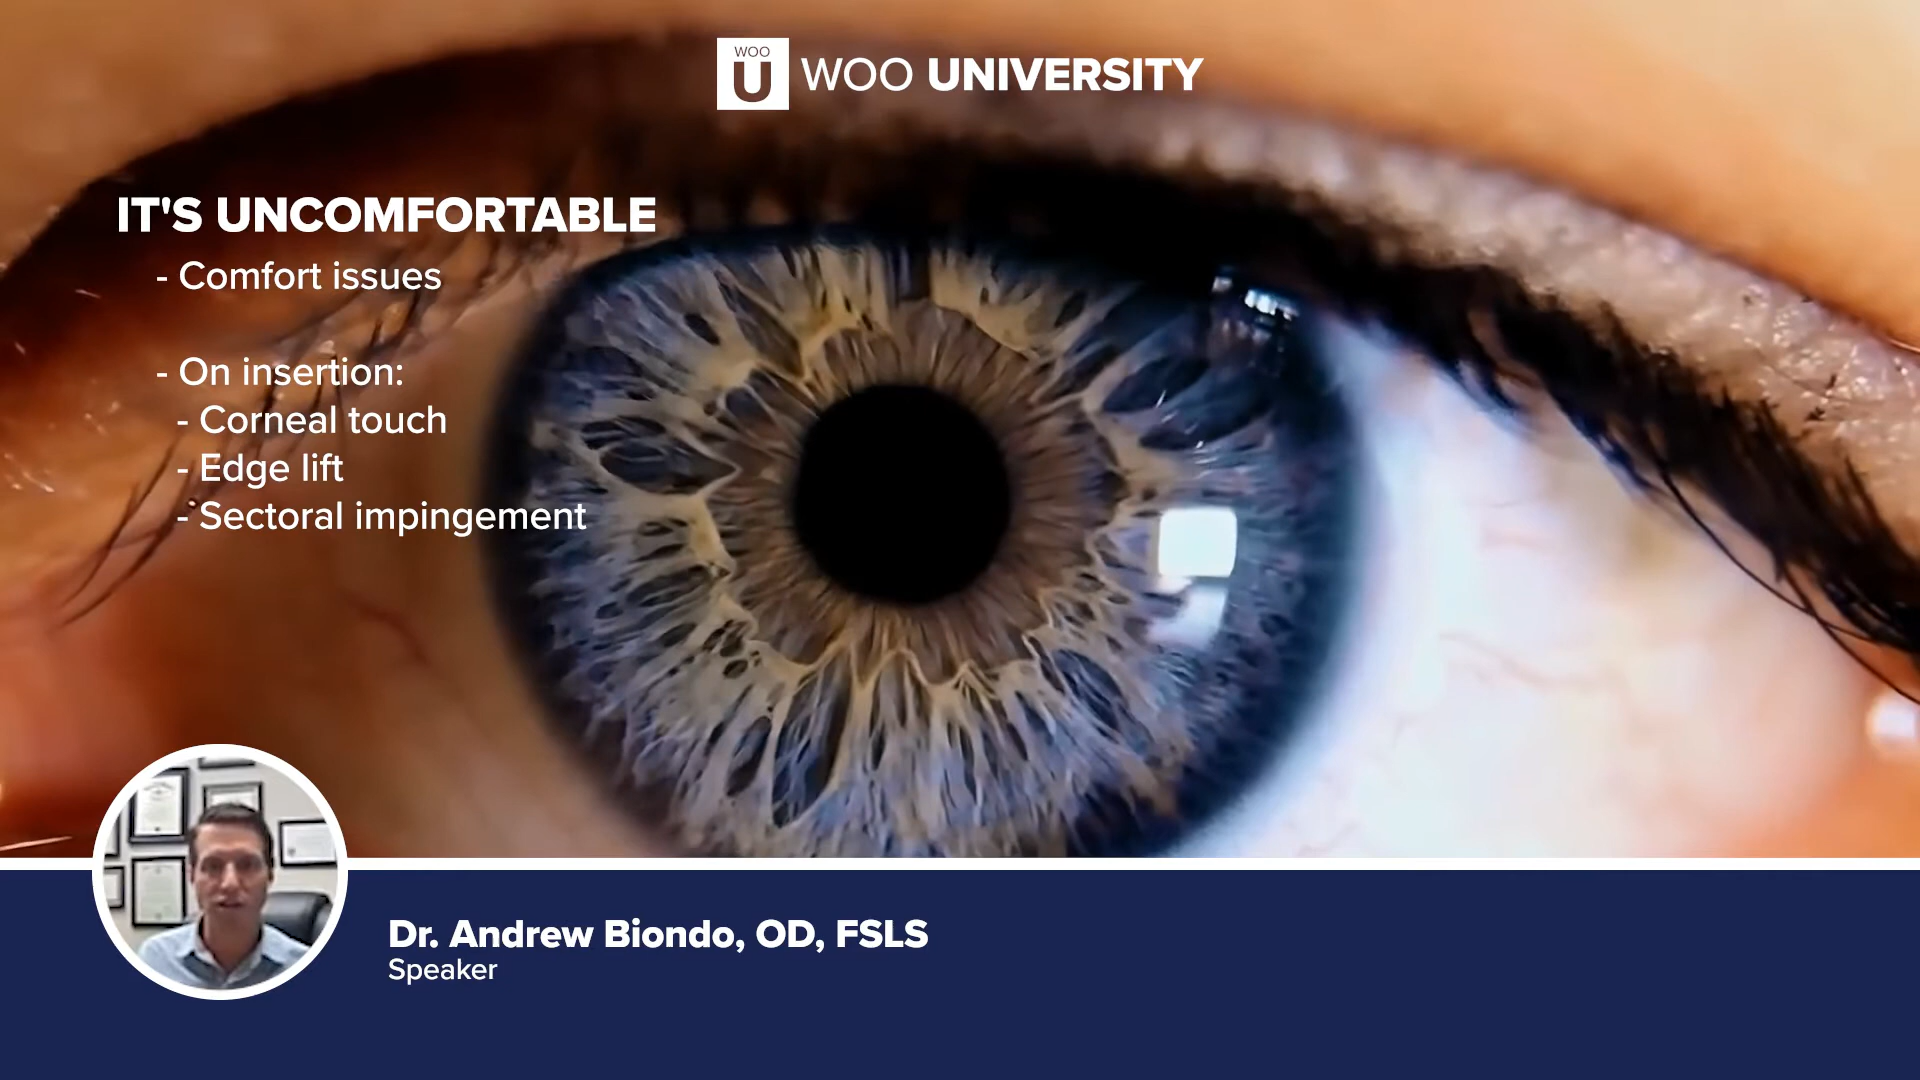 WOO
U
WOO UNIVERSITY
IT'S UNCOMFORTABLE
- Comfort issues
- On insertion:
- Corneal touch
- Edge lift
- Sectoral impingement
Dr. Andrew Biondo, OD, FSLS
Speaker